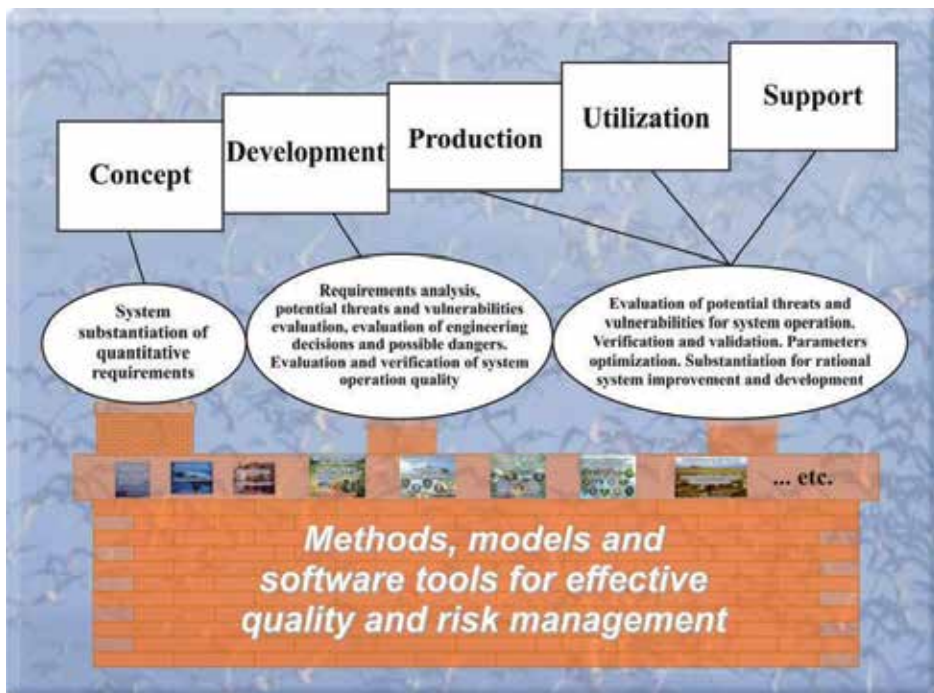 Concept
Development
Production
Utilization
Support
System
substantiation of
quantitative
requirements
Requirements analysis,
potential threats and vulnerabilities
evaluation, evaluation of engineering
decisions and possible dangers.
Evaluation and verification of system
operation quality
Evaluation of potential threats and
vulnerabilities for system operation.
Verification and validation. Parameters
optimization. Substantiation for rational
system improvement and development
... etc.
Methods, models and
software tools for effective
quality and risk management